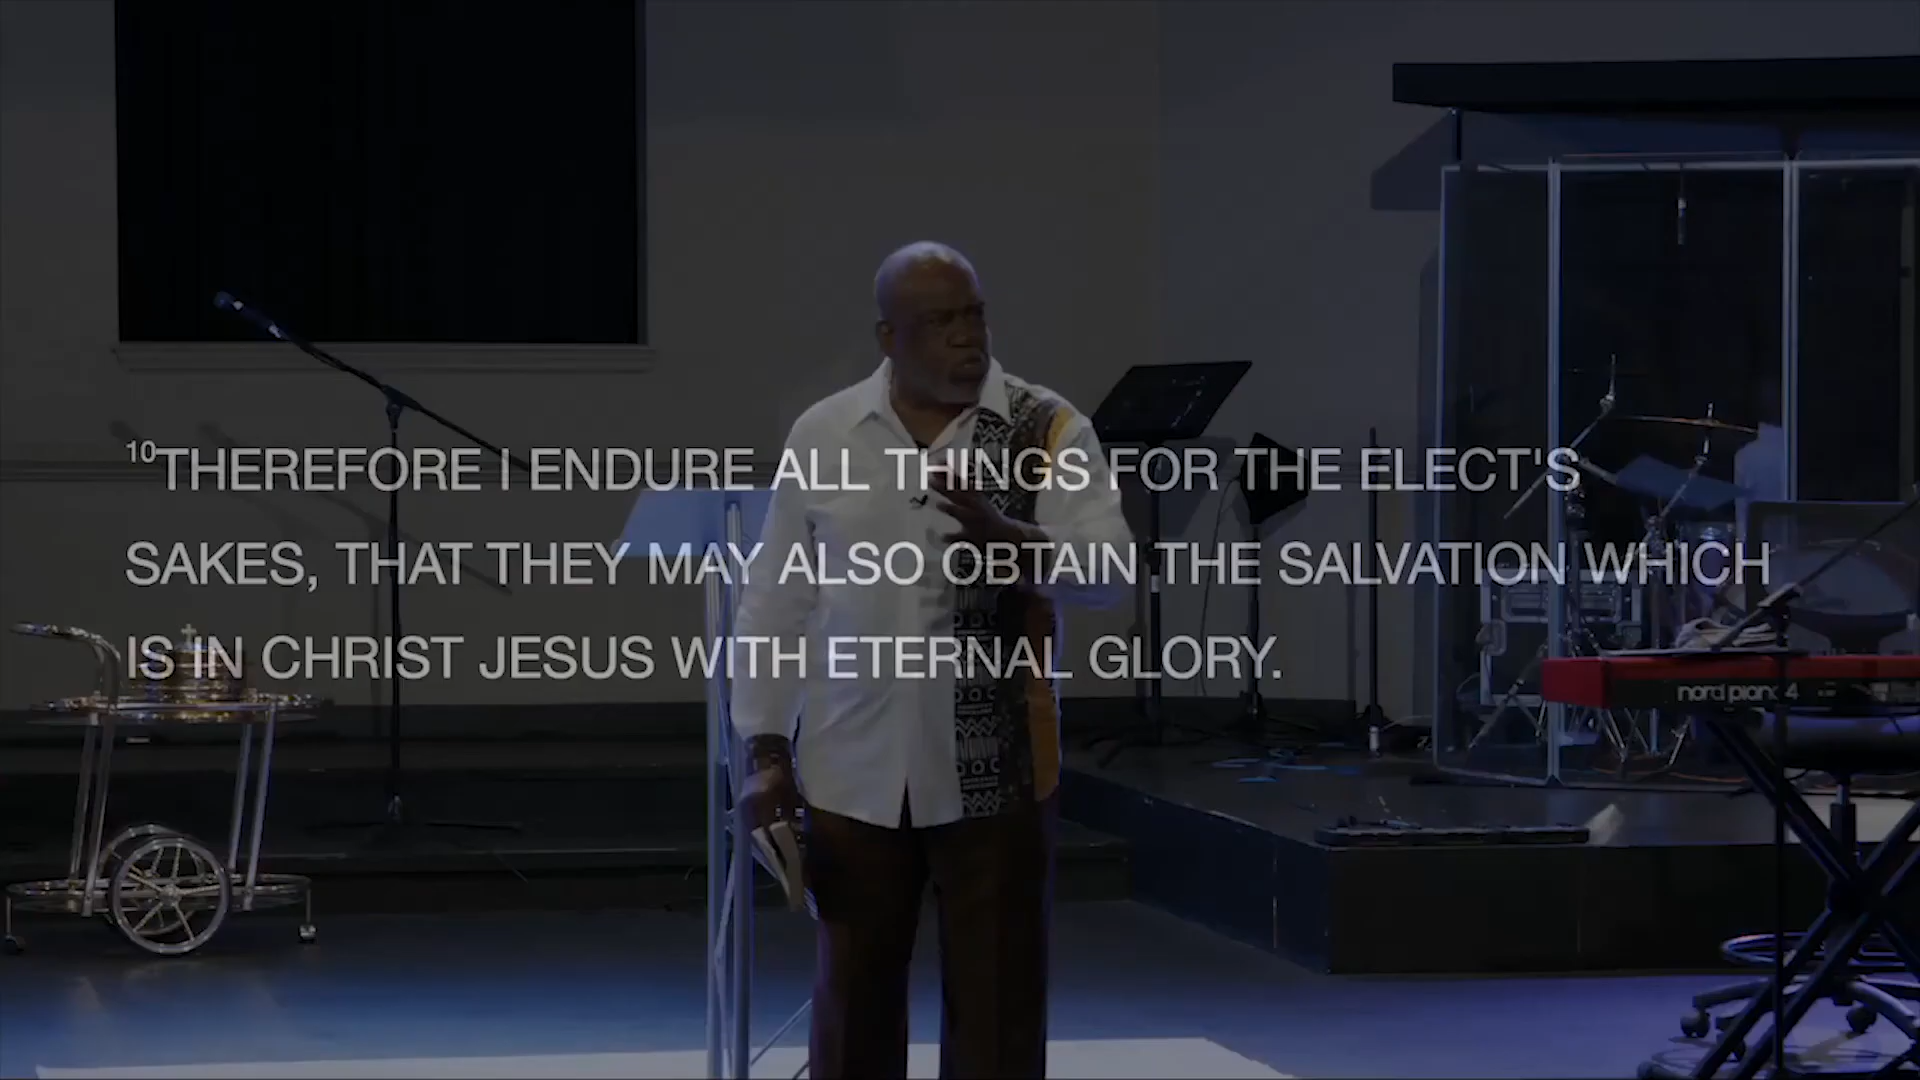 10THEREFORE I ENDURE ALL THINGS FOR THE ELECT'S
SAKES, THAT THEY MAY ALSO OBTAIN THE SALVATION WHICH
IS IN CHRIST JESUS WITH ETERNAL GLORY.
nord piano 4